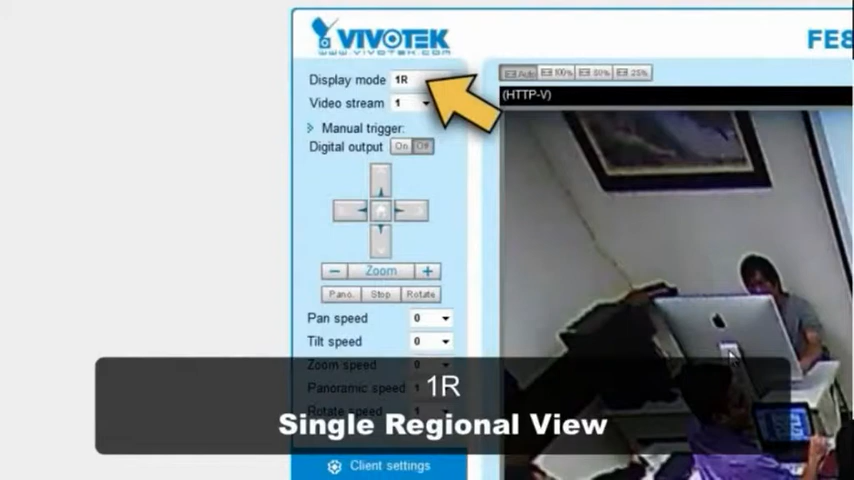 VIVOTEK
WWW.VIVOTEK.COM
FE8
Display mode 1R
Video stream 1
Manual trigger:
Digital output On Off
Zoom
Pano. Stop Rotate
Pan speed 0
Tilt speed 0
Zoom speed 0
Panoramic speed 1
Rotate speed 1
Client settings
Auto 100% 50% 25%
(HTTP-V)
1R
Single Regional View